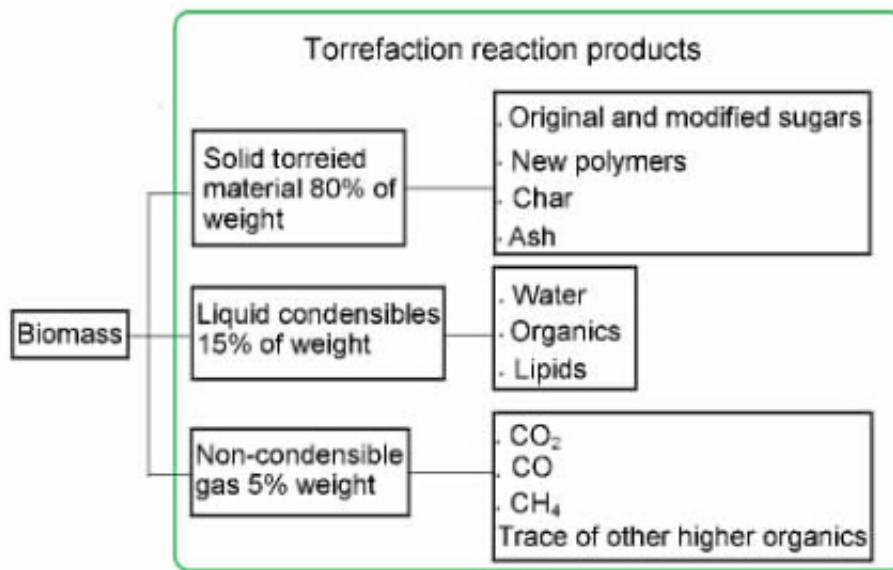 Torrefaction reaction products
Biomass
Solid torreied
material 80% of
weight
. Original and modified sugars
. New polymers
. Char
. Ash
Liquid condensibles
15% of weight
. Water
. Organics
. Lipids
Non-condensible
gas 5% weight
. CO₂
. CO
. CH₄
Trace of other higher organics